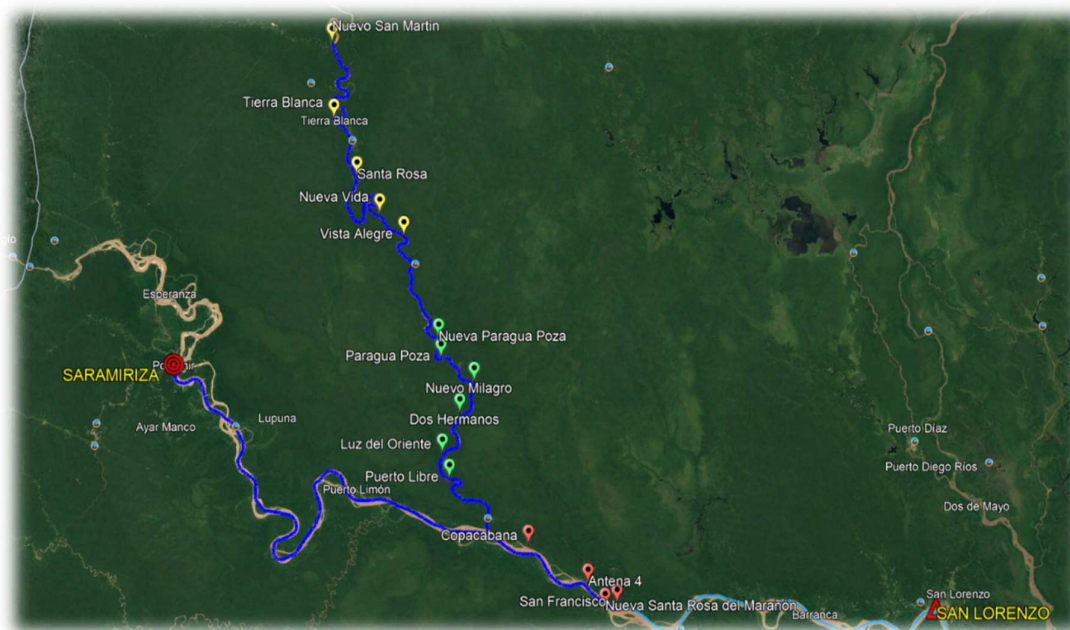 Nuevo San Martin
Tierra Blanca
Tierra Blanca
Santa Rosa
Nueva Vida
Vista Alegre
Esperanza
Nueva Paragua Poza
Paragua Poza
SARAMIRIZA
Nuevo Milagro
Dos Hermanos
Lupuna
Ayar Manco
Luz del Oriente
Puerto Díaz
Puerto Libre
Puerto Diego Ríos
Puerto Limón
Dos de Mayo
Copacabana
Antena 4
San Lorenzo
San Francisco
Nueva Santa Rosa del Marañon
Barranca
SAN LORENZO